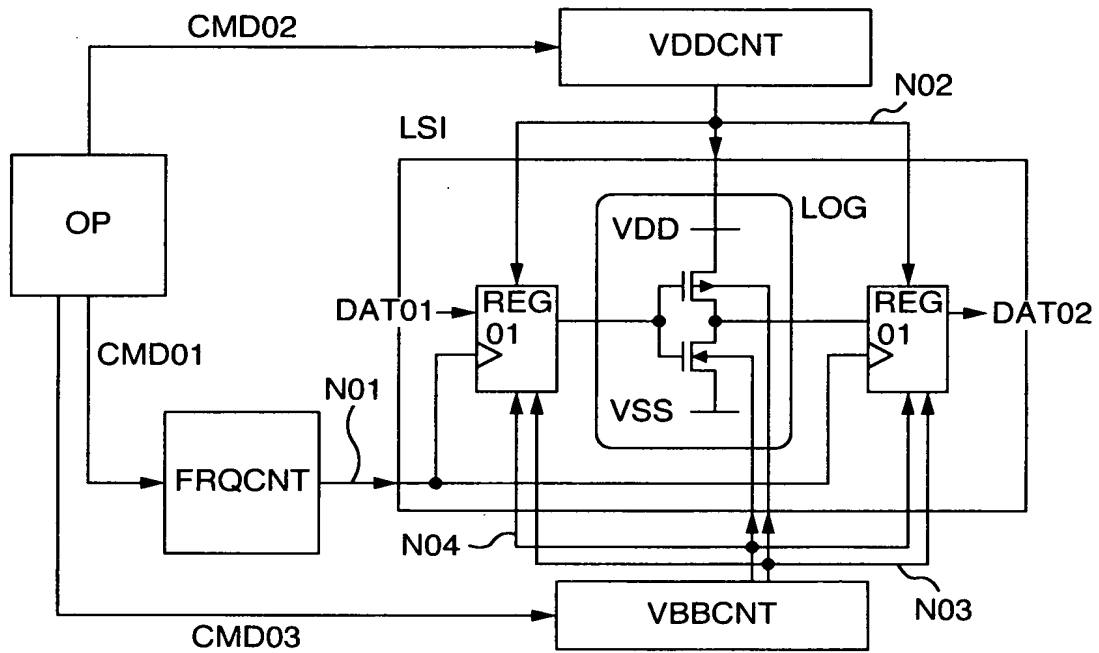 CMD02
VDDCNT
N02
LSI
OP
LOG
VDD
DAT01
REG
01
REG
01
DAT02
CMD01
N01
VSS
FRQCNT
N04
N03
VBBCNT
CMD03